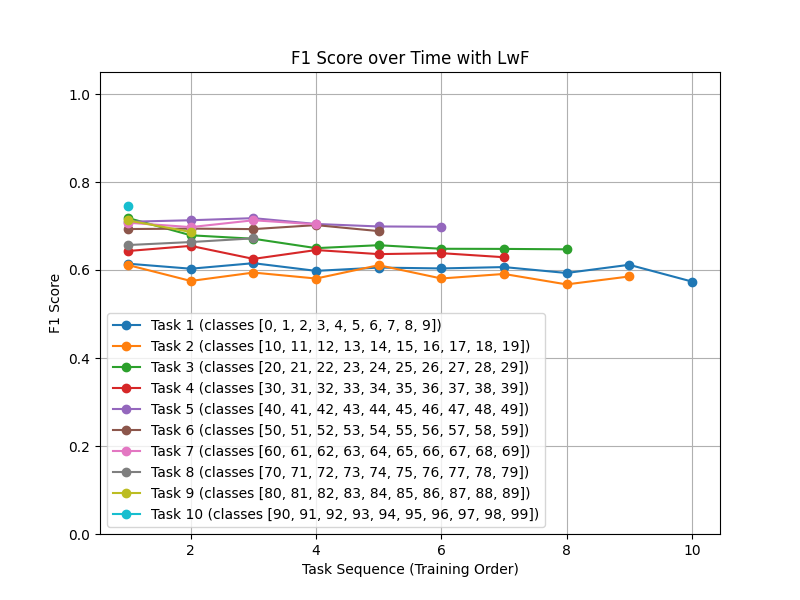 F1 Score over Time with LwF
F1 Score
1.0
0.8
0.6
0.4
0.2
0.0
Task 1 (classes [0, 1, 2, 3, 4, 5, 6, 7, 8, 9])
Task 2 (classes [10, 11, 12, 13, 14, 15, 16, 17, 18, 19])
Task 3 (classes [20, 21, 22, 23, 24, 25, 26, 27, 28, 29])
Task 4 (classes [30, 31, 32, 33, 34, 35, 36, 37, 38, 39])
Task 5 (classes [40, 41, 42, 43, 44, 45, 46, 47, 48, 49])
Task 6 (classes [50, 51, 52, 53, 54, 55, 56, 57, 58, 59])
Task 7 (classes [60, 61, 62, 63, 64, 65, 66, 67, 68, 69])
Task 8 (classes [70, 71, 72, 73, 74, 75, 76, 77, 78, 79])
Task 9 (classes [80, 81, 82, 83, 84, 85, 86, 87, 88, 89])
Task 10 (classes [90, 91, 92, 93, 94, 95, 96, 97, 98, 99])
2 4 6 8 10
Task Sequence (Training Order)